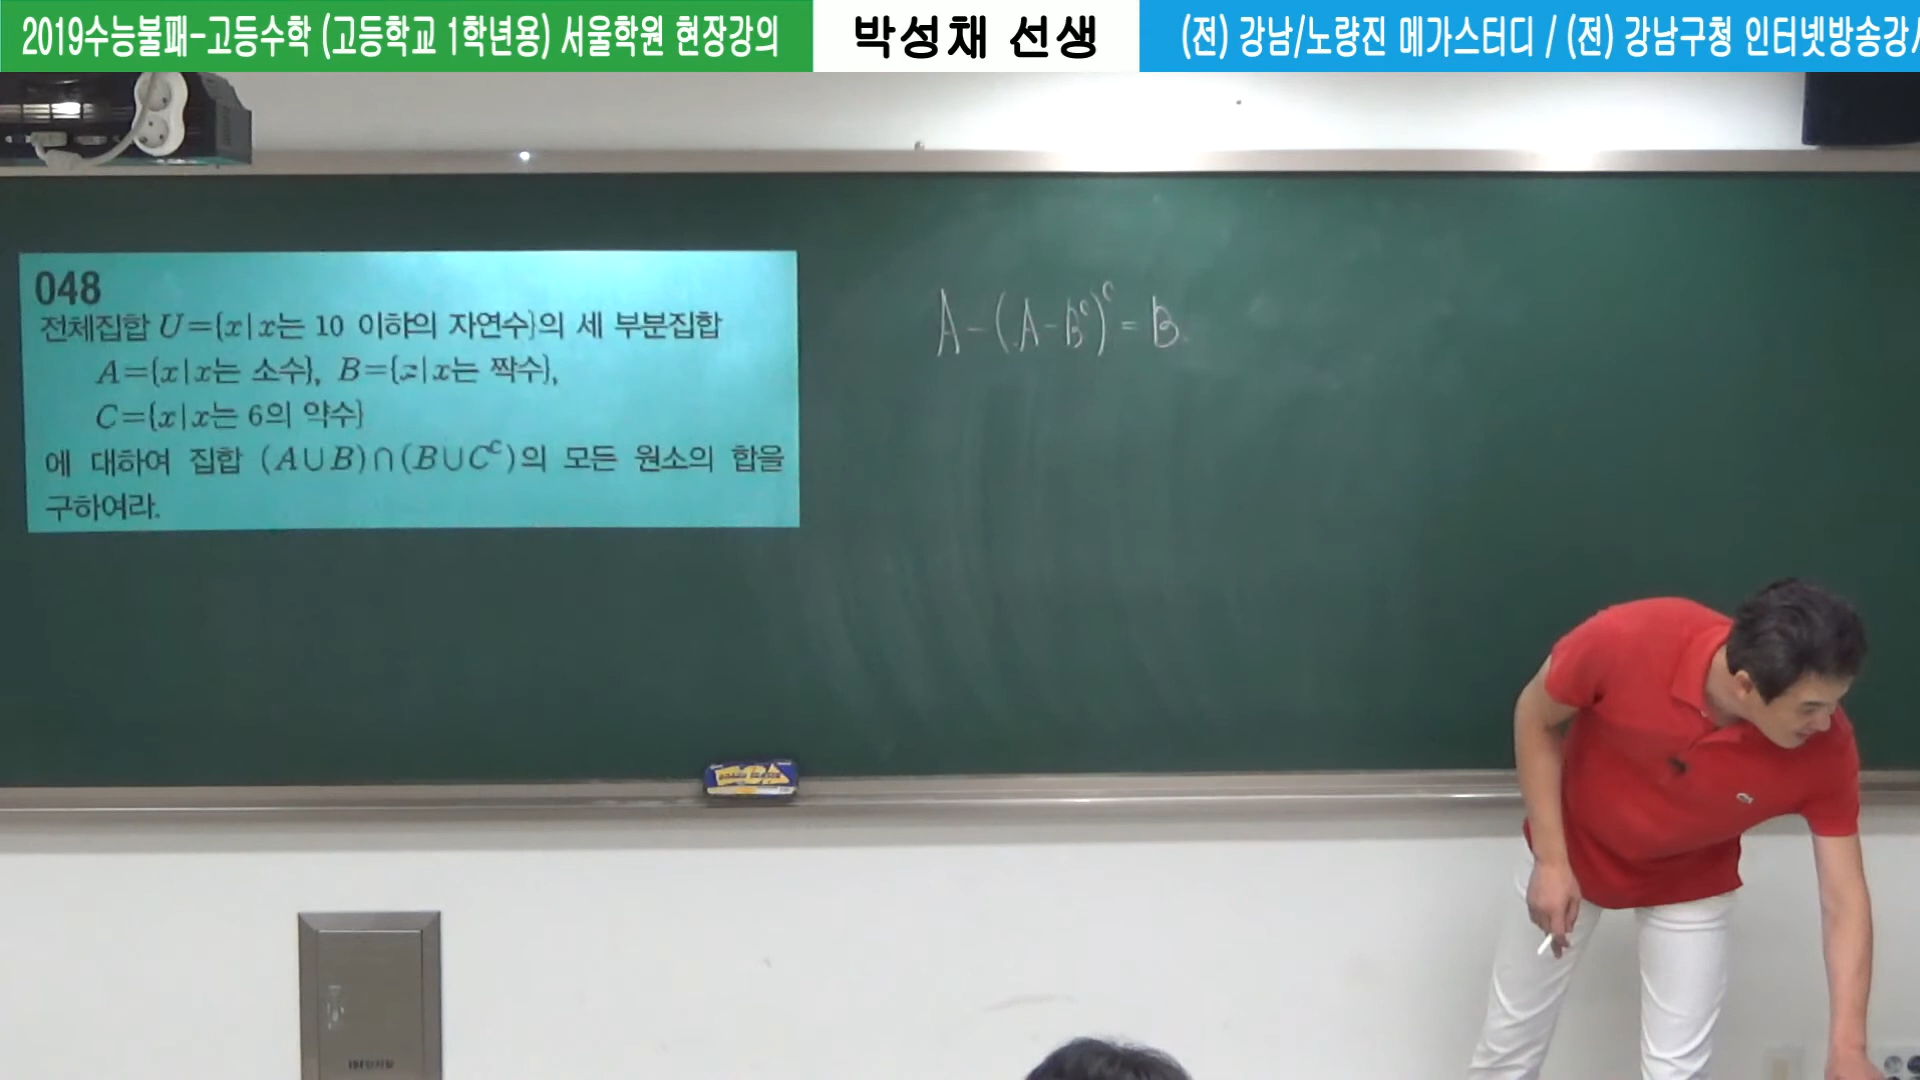 2019수능불패-고등수학 (고등학교 1학년용) 서울학원 현장강의
박성채 선생
(전) 강남/노량진 메가스터디 / (전) 강남구청 인터넷방송강사
048
전체집합 U={x|x는 10 이하의 자연수}의 세 부분집합
A={x|x는 소수}, B={x|x는 짝수},
C={x|x는 6의 약수}
에 대하여 집합 (A∪B)∩(B∪Cᶜ)의 모든 원소의 합을
구하여라.
A-(A-Bᶜ)ᶜ=B.